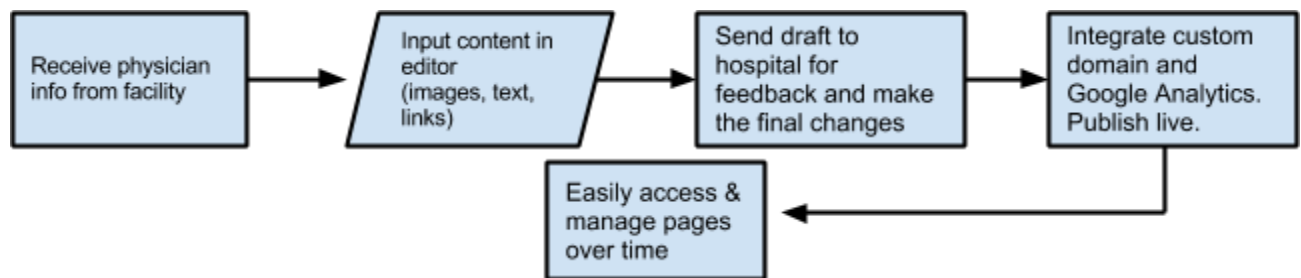 Receive physician
info from facility
Input content in
editor
(images, text,
links)
Send draft to
hospital for
feedback and make
the final changes
Integrate custom
domain and
Google Analytics.
Publish live.
Easily access &
manage pages
over time